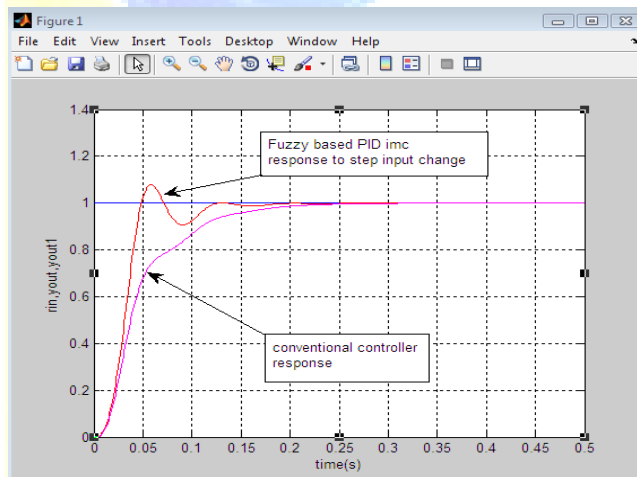 Figure 1
File Edit View Insert Tools Desktop Window Help
1.4
1.2
1
0.8
0.6
0.4
0.2
0
rin,yout,yout1
Fuzzy based PID imc
response to step input change
conventional controller
response
0 0.05 0.1 0.15 0.2 0.25 0.3 0.35 0.4 0.45 0.5
time(s)